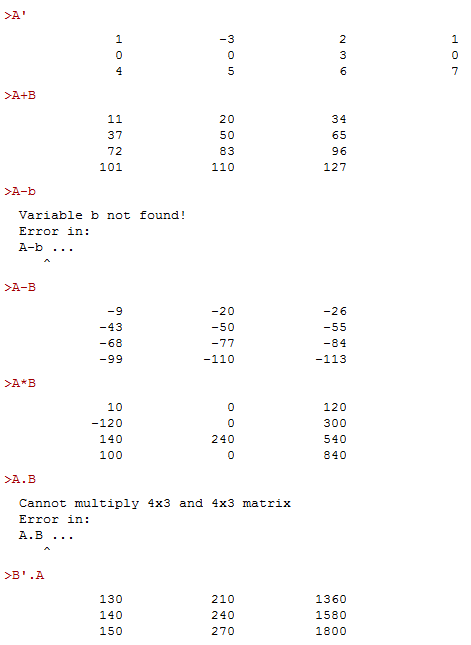 >A'
1 -3 2 1
0 0 3 0
4 5 6 7
>A+B
11 20 34
37 50 65
72 83 96
101 110 127
>A-b
Variable b not found!
Error in:
A-b ...
^
>A-B
-9 -20 -26
-43 -50 -55
-68 -77 -84
-99 -110 -113
>A*B
10 0 120
-120 0 300
140 240 540
100 0 840
>A.B
Cannot multiply 4x3 and 4x3 matrix
Error in:
A.B ...
^
>B'.A
130 210 1360
140 240 1580
150 270 1800